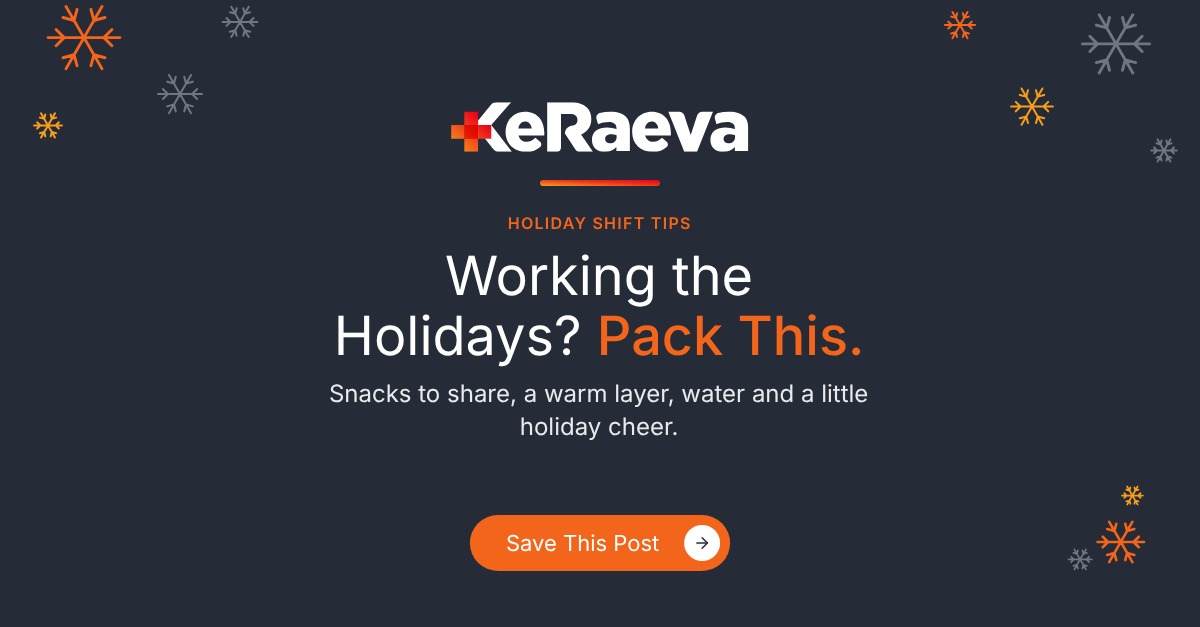 KeRaeva
HOLIDAY SHIFT TIPS
Working the
Holidays? Pack This.
Snacks to share, a warm layer, water and a little
holiday cheer.
Save This Post